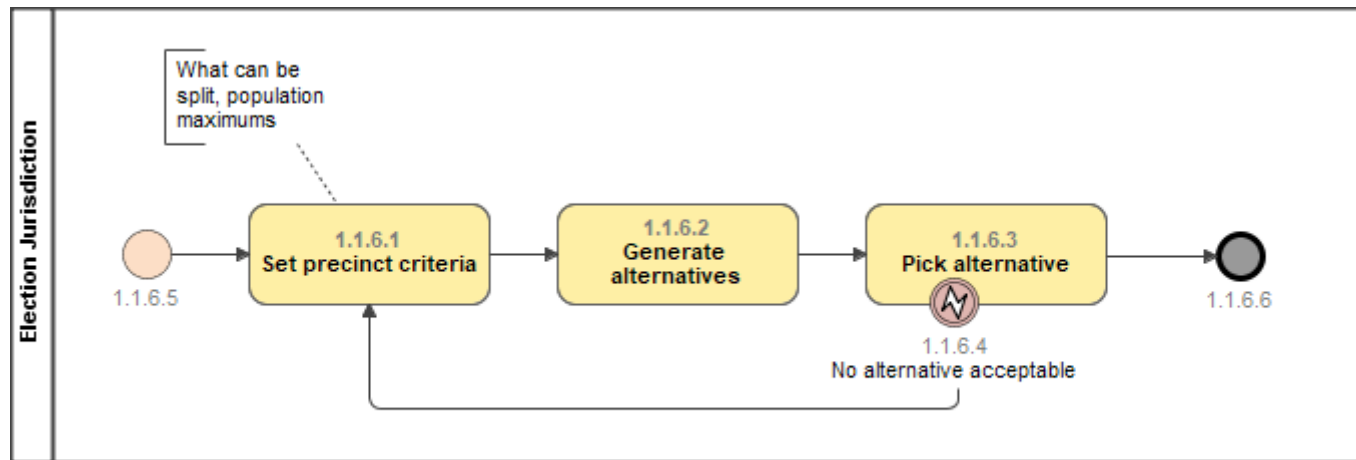 Election Jurisdiction
What can be
split, population
maximums
1.1.6.5
1.1.6.1
Set precinct criteria
1.1.6.2
Generate
alternatives
1.1.6.3
Pick alternative
1.1.6.4
No alternative acceptable
1.1.6.6